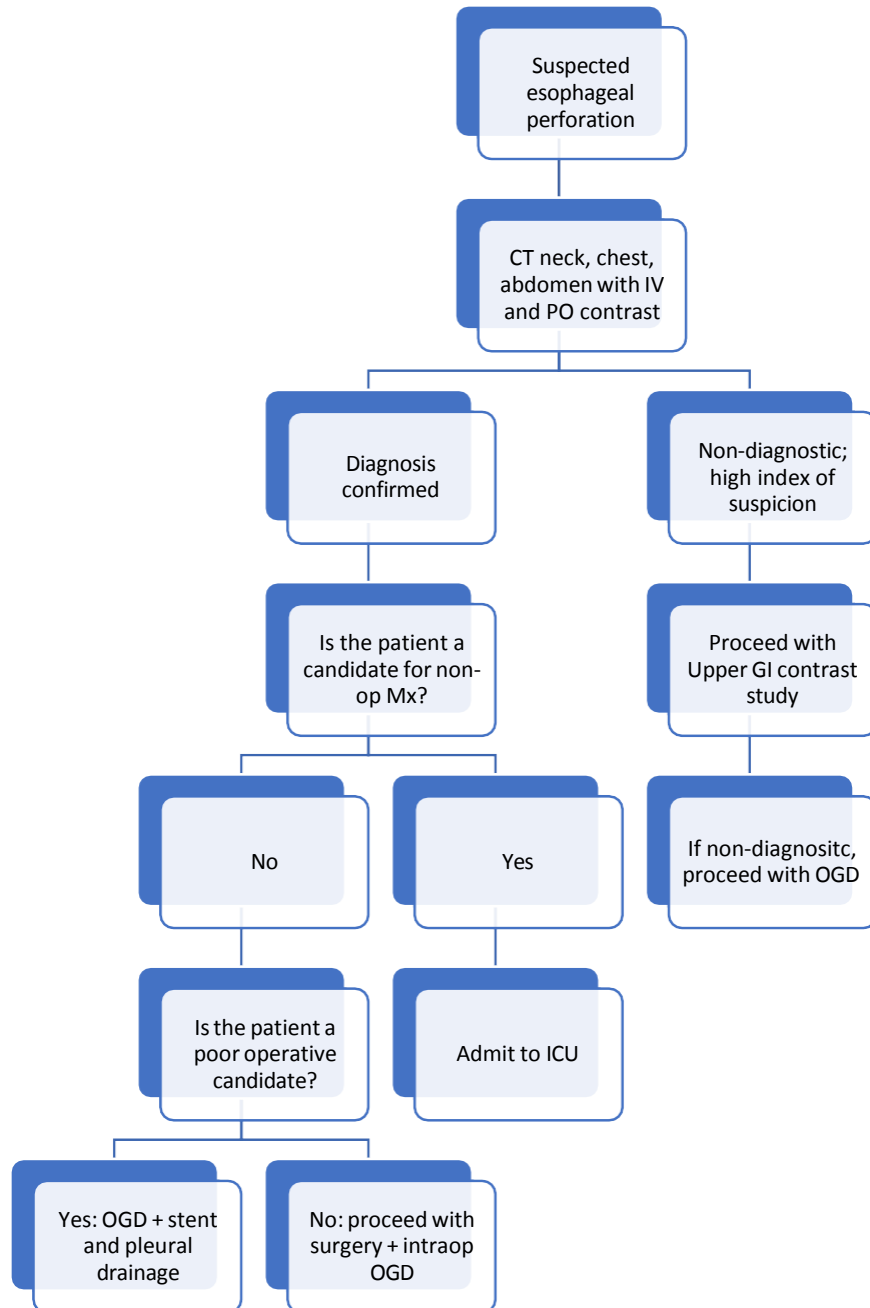 Suspected
esophageal
perforation
CT neck, chest,
abdomen with IV
and PO contrast
Diagnosis
confirmed
Non-diagnostic;
high index of
suspicion
Is the patient a
candidate for non-
op Mx?
Proceed with
Upper GI contrast
study
No
Yes
If non-diagnositc,
proceed with OGD
Is the patient a
poor operative
candidate?
Admit to ICU
Yes: OGD + stent
and pleural
drainage
No: proceed with
surgery + intraop
OGD